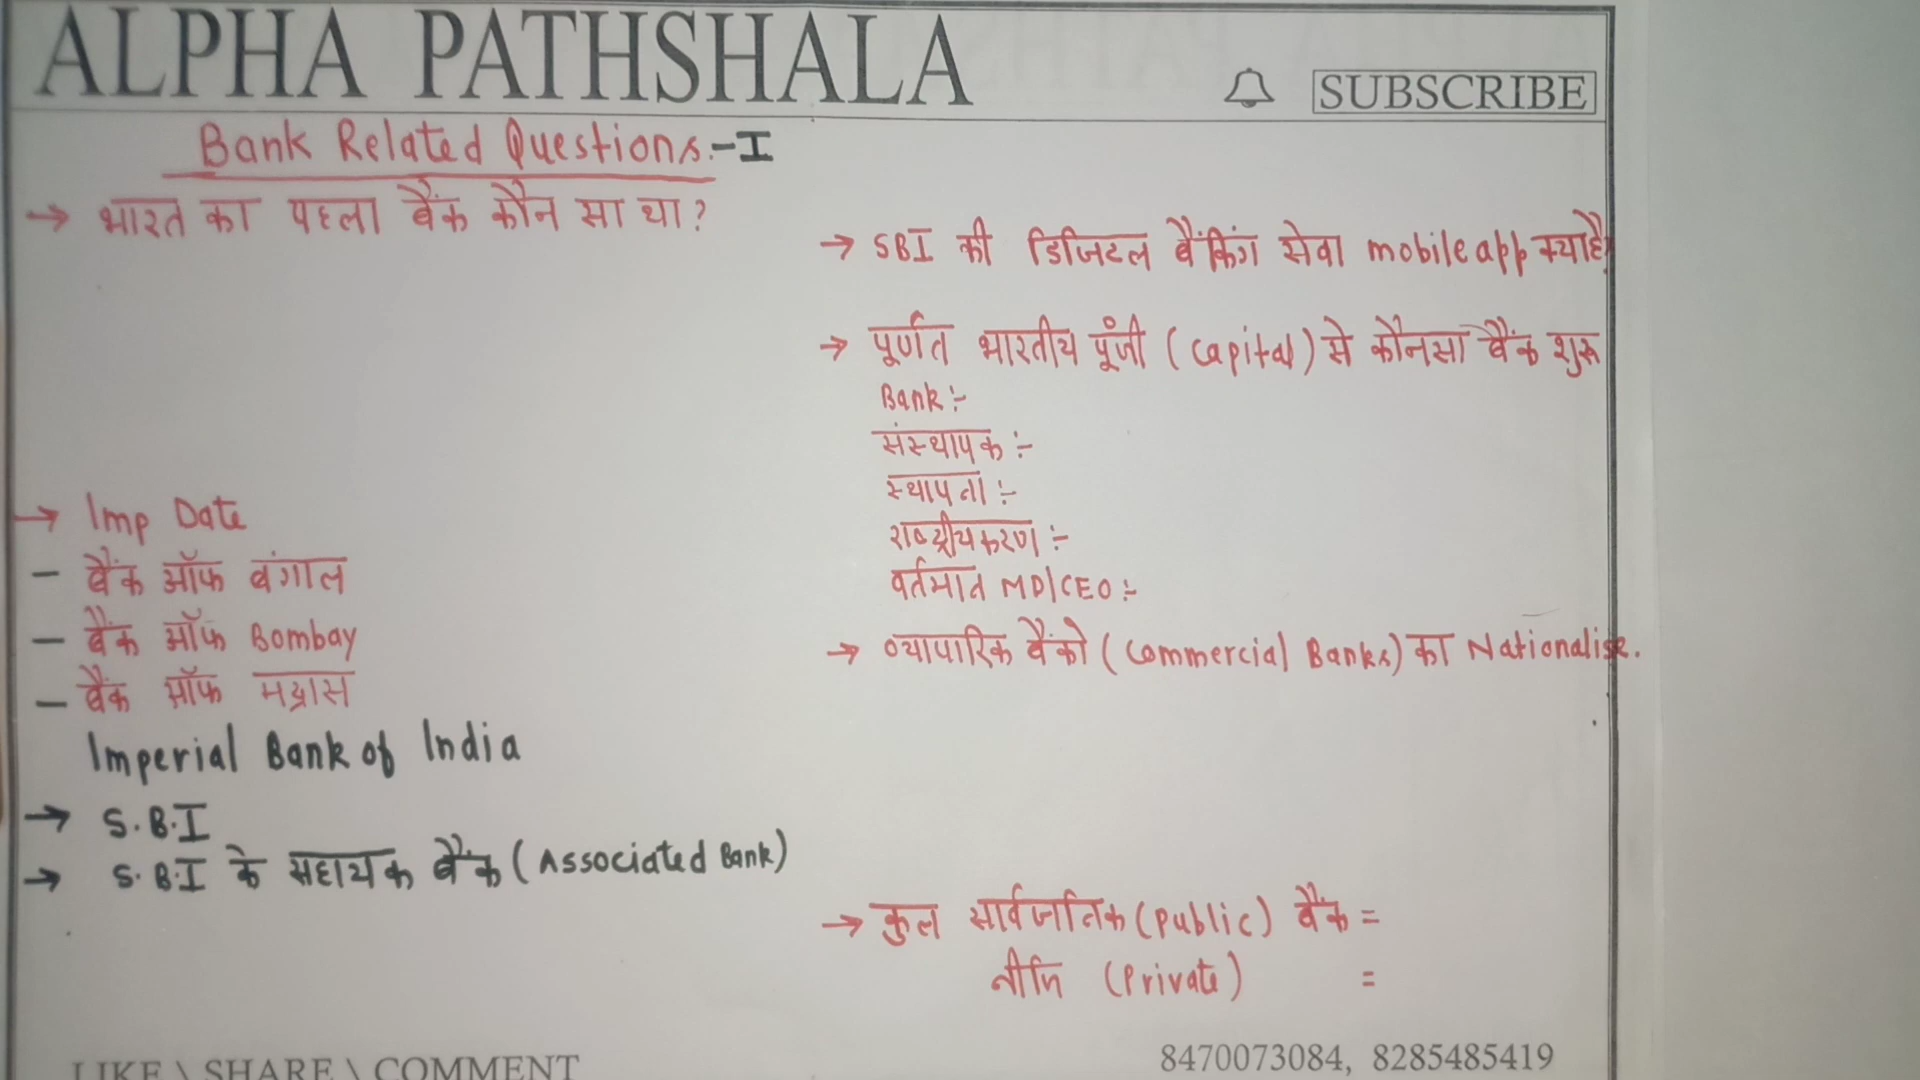 ALPHA PATHSHALA
SUBSCRIBE
Bank Related Questions.-I
→ भारत का पहला बैंक कौन सा था?
→ Imp Date
- बैंक ऑफ बंगाल
- बैंक ऑफ Bombay
- बैंक ऑफ मद्रास
Imperial Bank of India
→ S.B.I
→ S.B.I के सहायक बैंक (Associated Bank)
→ SBI की डिजिटल बैंकिंग सेवा mobile app क्या है?
→ पूर्णत भारतीय पूंजी (Capital) से कौनसा बैंक शुरू
Bank :-
संस्थापक :-
स्थापना :-
राष्ट्रीयकरण :-
वर्तमान MD/CEO :-
→ व्यापारिक बैंको (Commercial Banks) का Nationalise.
→ कुल सार्वजनिक (Public) बैंक =
नीजि (Private) =
LIKE \ SHARE \ COMMENT
8470073084, 8285485419